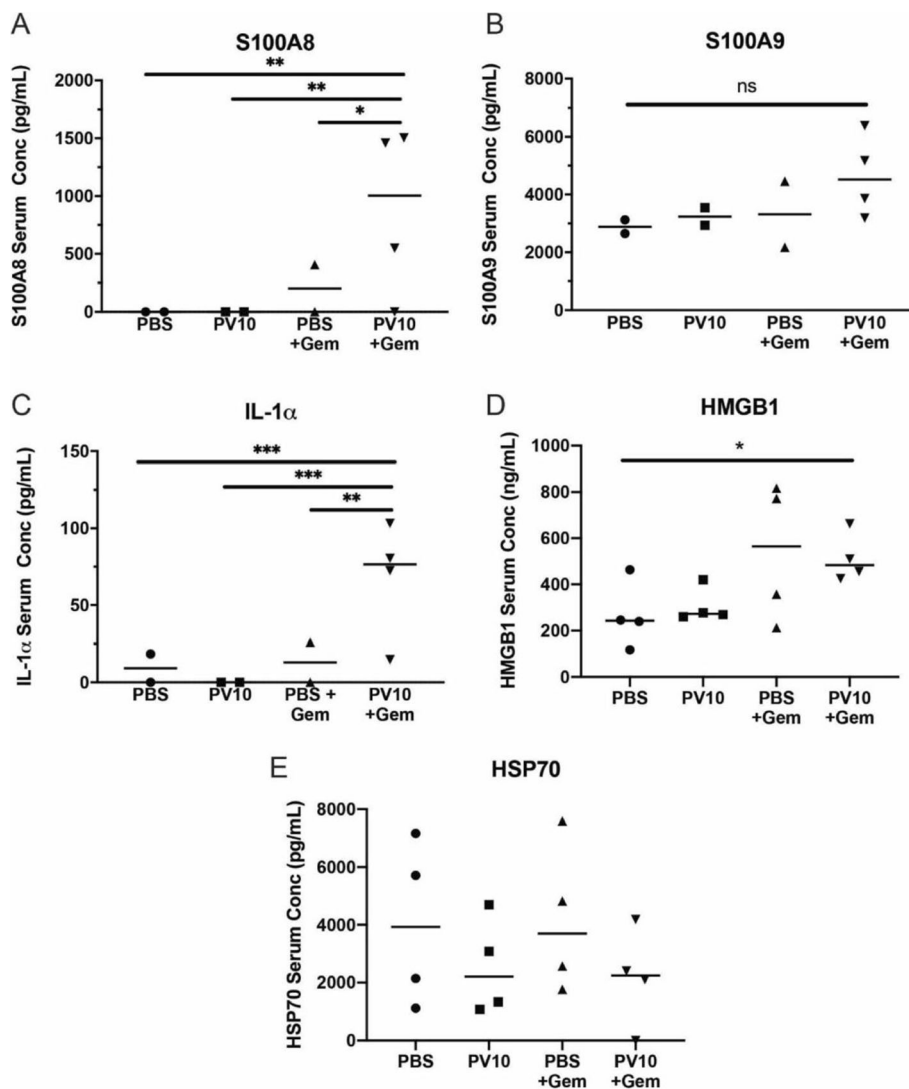 A
S100A8
S100A8 Serum Conc (pg/mL)
2000
1500
1000
500
0
**
**
*
PBS
PV10
PBS
+Gem
PV10
+Gem
B
S100A9
S100A9 Serum Conc (pg/mL)
8000
6000
4000
2000
0
ns
PBS
PV10
PBS
+Gem
PV10
+Gem
C
IL-1α
IL-1α Serum Conc (pg/mL)
150
100
50
0
***
***
**
PBS
PV10
PBS +
Gem
PV10
+Gem
D
HMGB1
HMGB1 Serum Conc (ng/mL)
1000
800
600
400
200
0
*
PBS
PV10
PBS
+Gem
PV10
+Gem
E
HSP70
HSP70 Serum Conc (pg/mL)
8000
6000
4000
2000
0
PBS
PV10
PBS
+Gem
PV10
+Gem